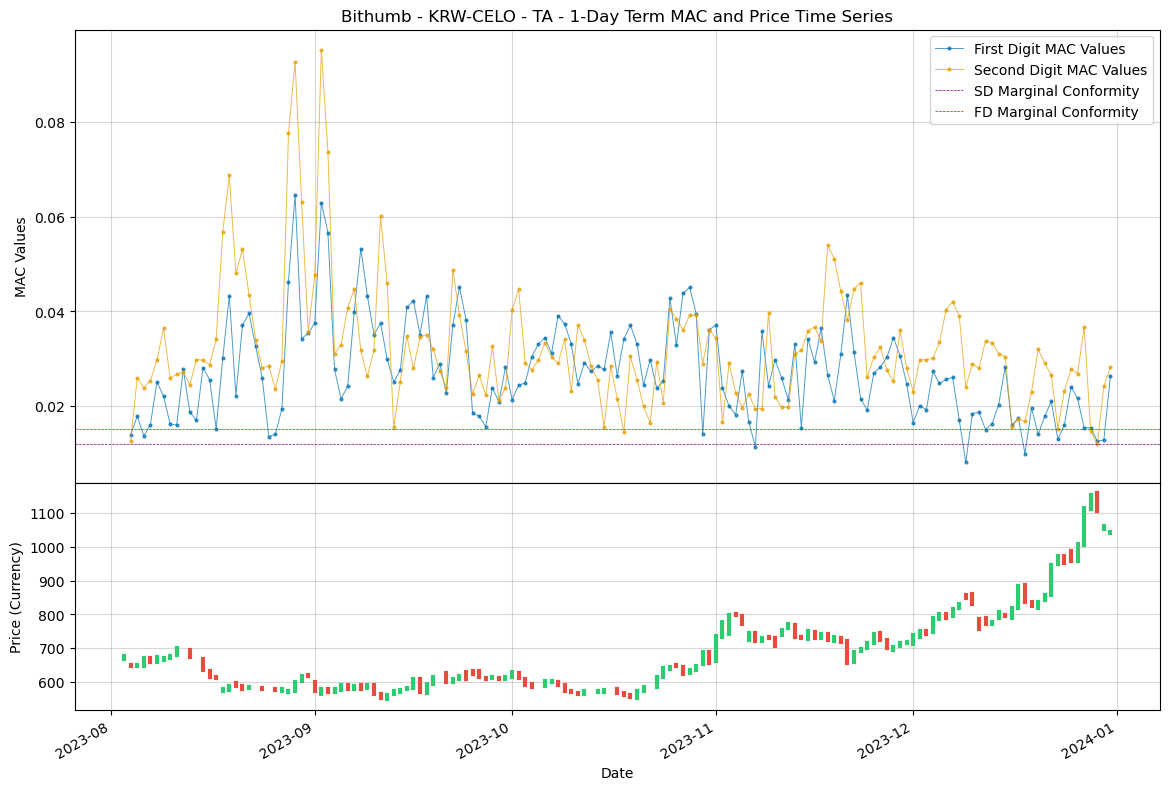 Bithumb - KRW-CELO - TA - 1-Day Term MAC and Price Time Series
First Digit MAC Values
Second Digit MAC Values
SD Marginal Conformity
FD Marginal Conformity
MAC Values
0.08
0.06
0.04
0.02
Price (Currency)
1100
1000
900
800
700
600
2023-08
2023-09
2023-10
2023-11
2023-12
2024-01
Date